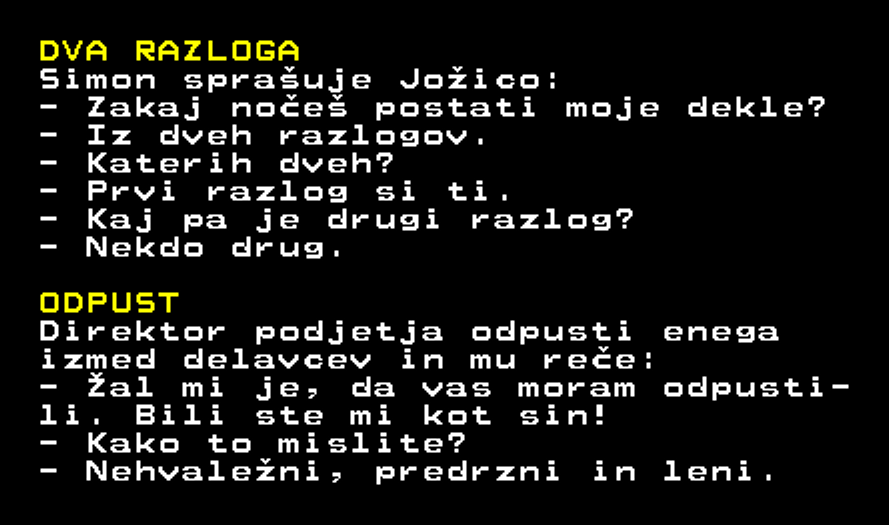 DVA RAZLOGA
Simon sprašuje Jožico:
- Zakaj nočeš postati moje dekle?
- Iz dveh razlogov.
- Katerih dveh?
- Prvi razlog si ti.
- Kaj pa je drugi razlog?
- Nekdo drug.
ODPUST
Direktor podjetja odpusti enega
izmed delavcev in mu reče:
- Žal mi je, da vas moram odpusti-
li. Bili ste mi kot sin!
- Kako to mislite?
- Nehvaležni, predrzni in leni.